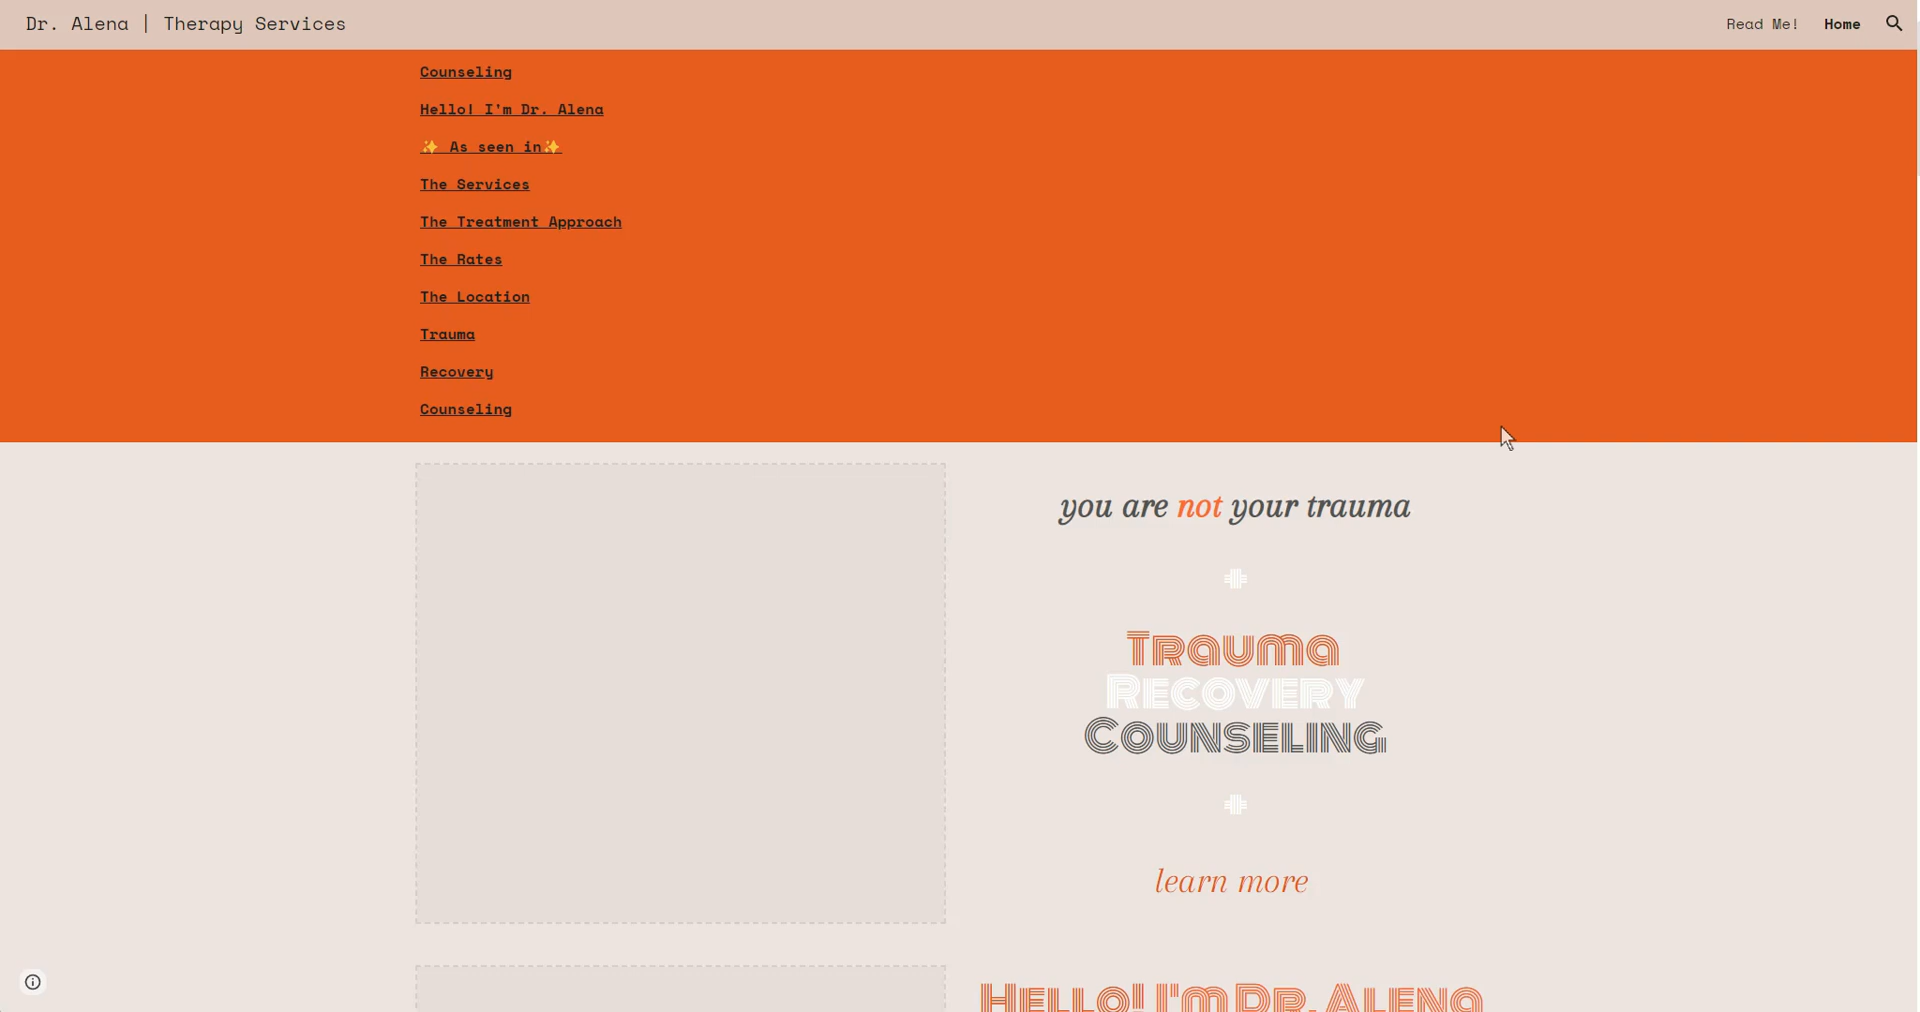 Dr. Alena | Therapy Services
Read Me!
Home
Counseling
Hello! I'm Dr. Alena
✨ As seen in✨
The Services
The Treatment Approach
The Rates
The Location
Trauma
Recovery
Counseling
you are not your trauma
+
Trauma
Recovery
Counseling
+
learn more
Hello! I'm Dr. Alena